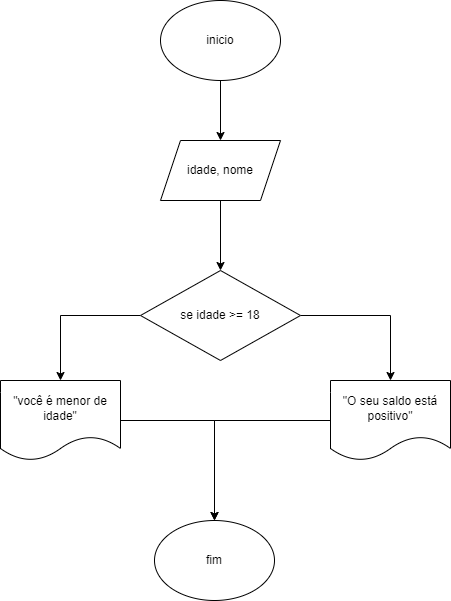 inicio
idade, nome
se idade >= 18
"você é menor de
idade"
"O seu saldo está
positivo"
fim